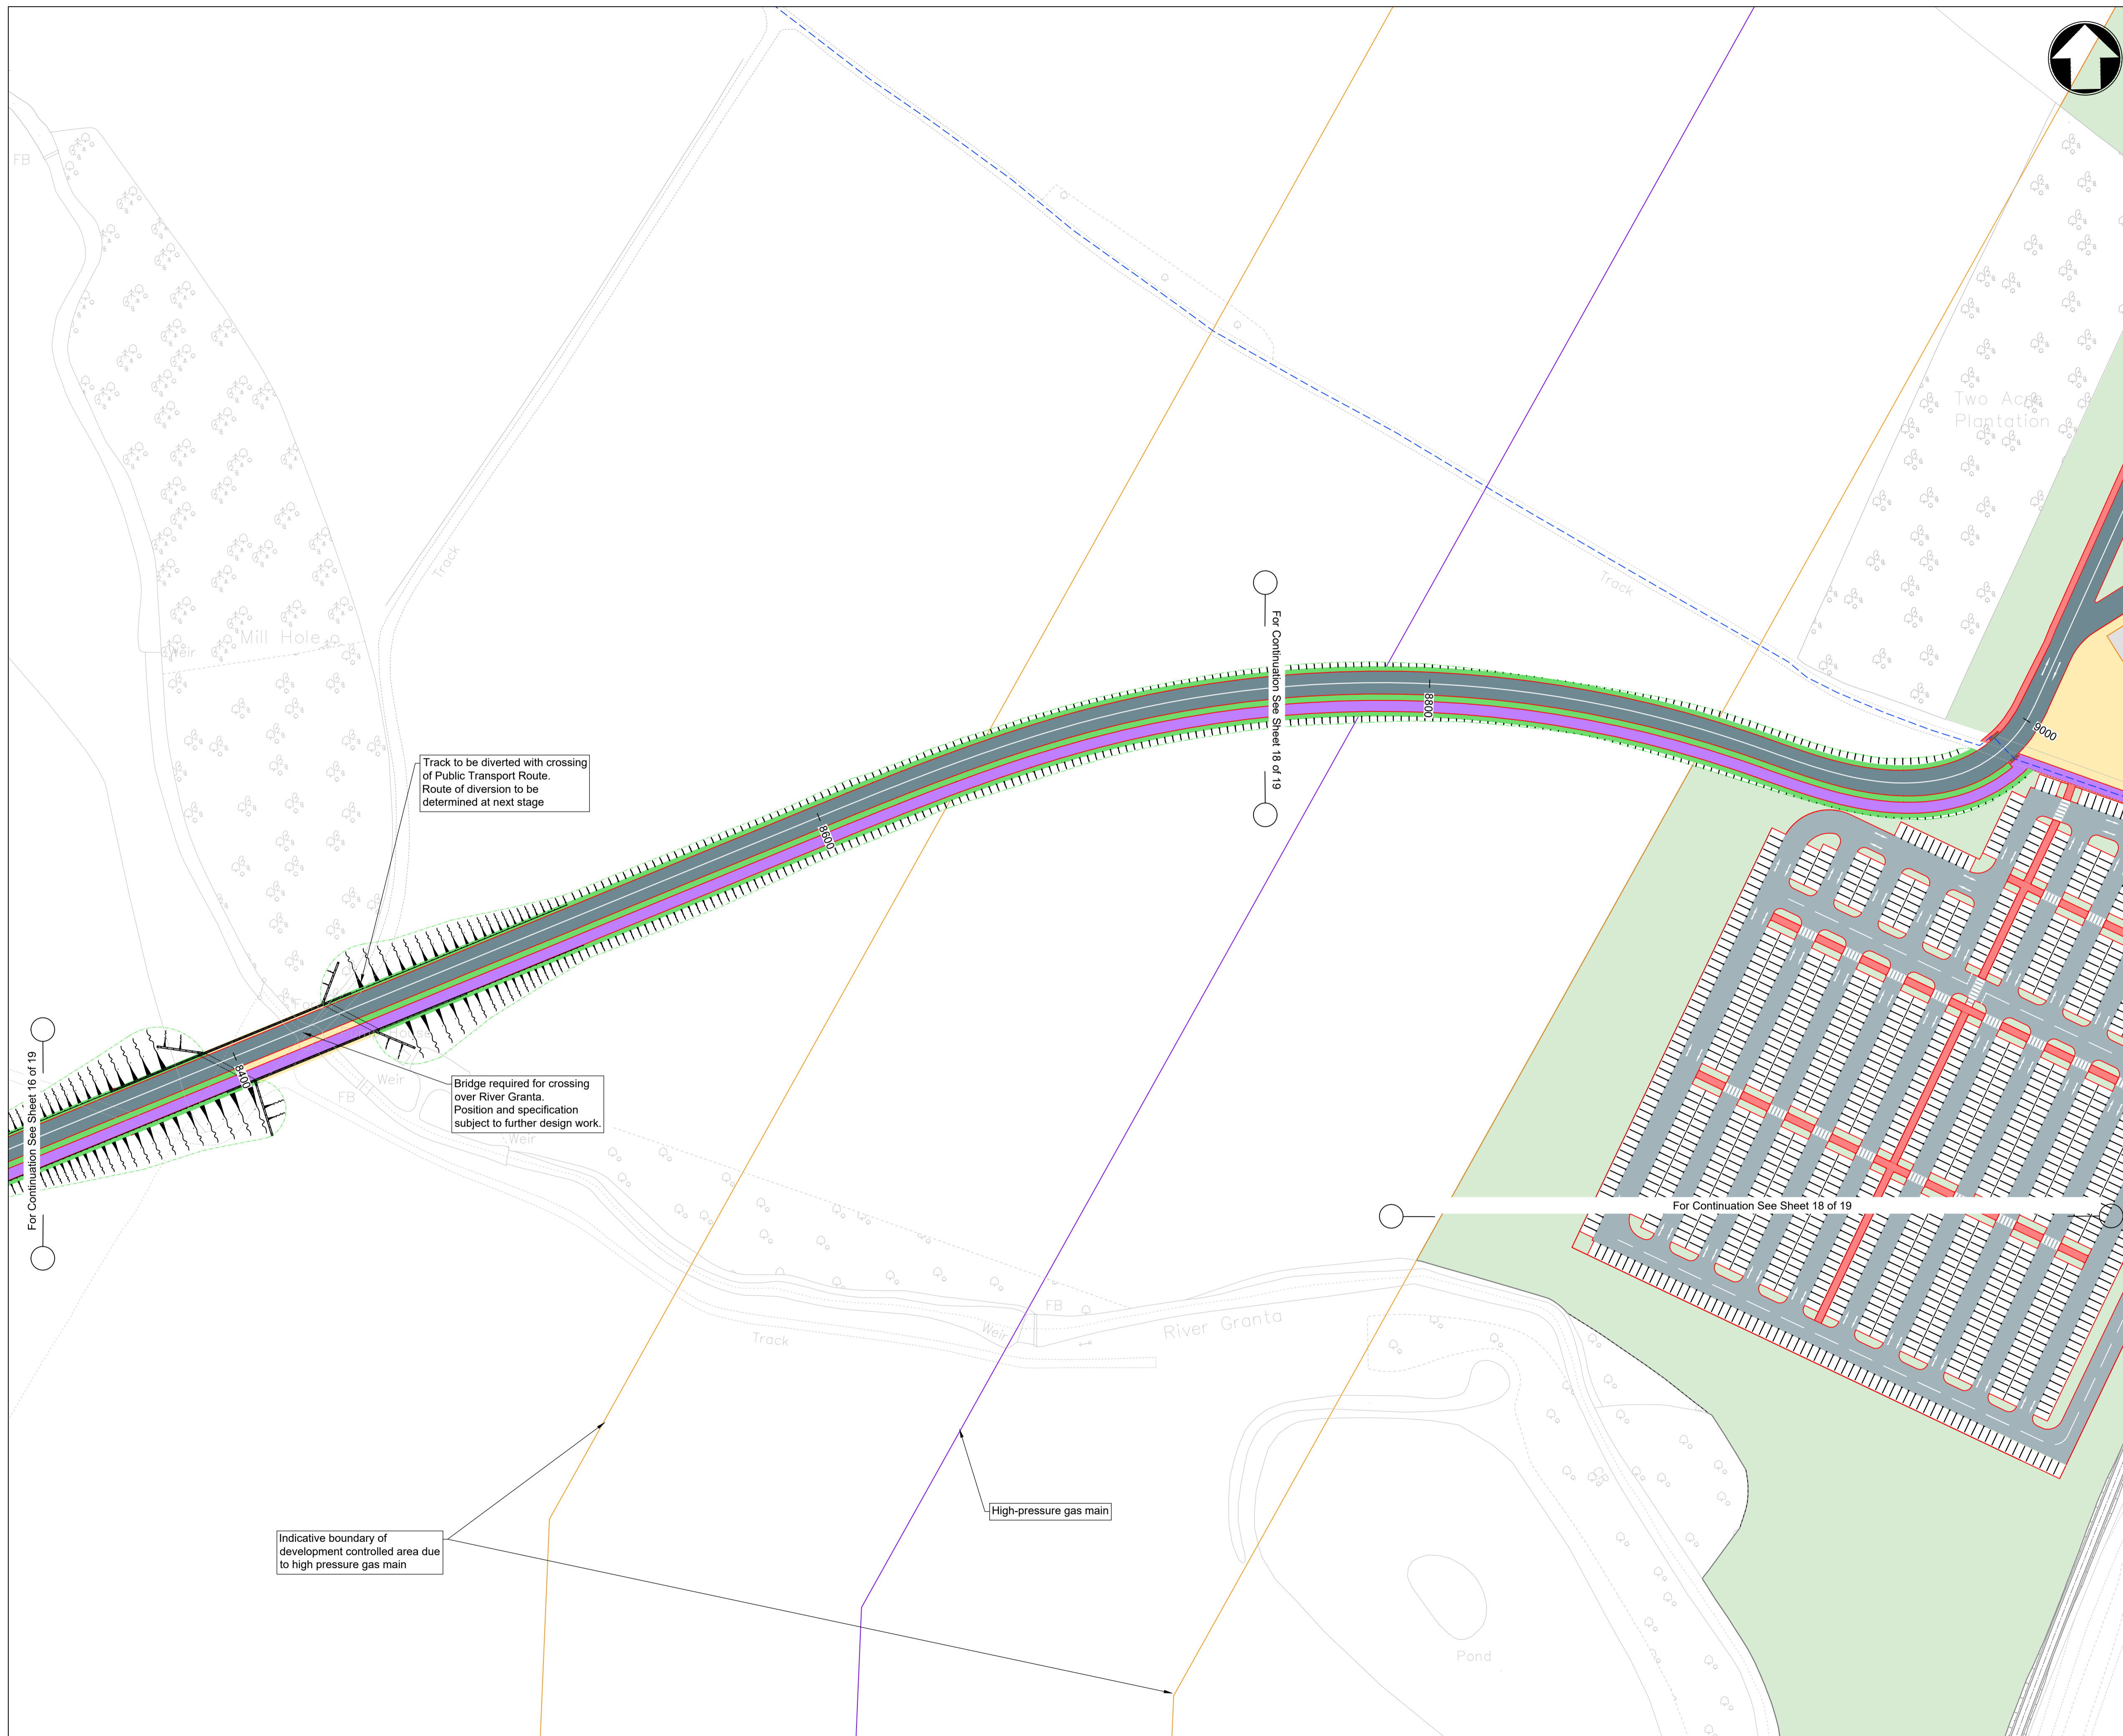 FB
Two Acre
Plantation
Track
Track
For Continuation See Sheet 18 of 19
Mill Hole
Weir
8800
9000
Track to be diverted with crossing
of Public Transport Route.
Route of diversion to be
determined at next stage
8600
For Continuation See Sheet 16 of 19
8400
Weir
FB
Bridge required for crossing
over River Granta.
Position and specification
subject to further design work.
Weir
For Continuation See Sheet 18 of 19
FB
Weir
River Granta
Track
High-pressure gas main
Indicative boundary of
development controlled area due
to high pressure gas main
Pond